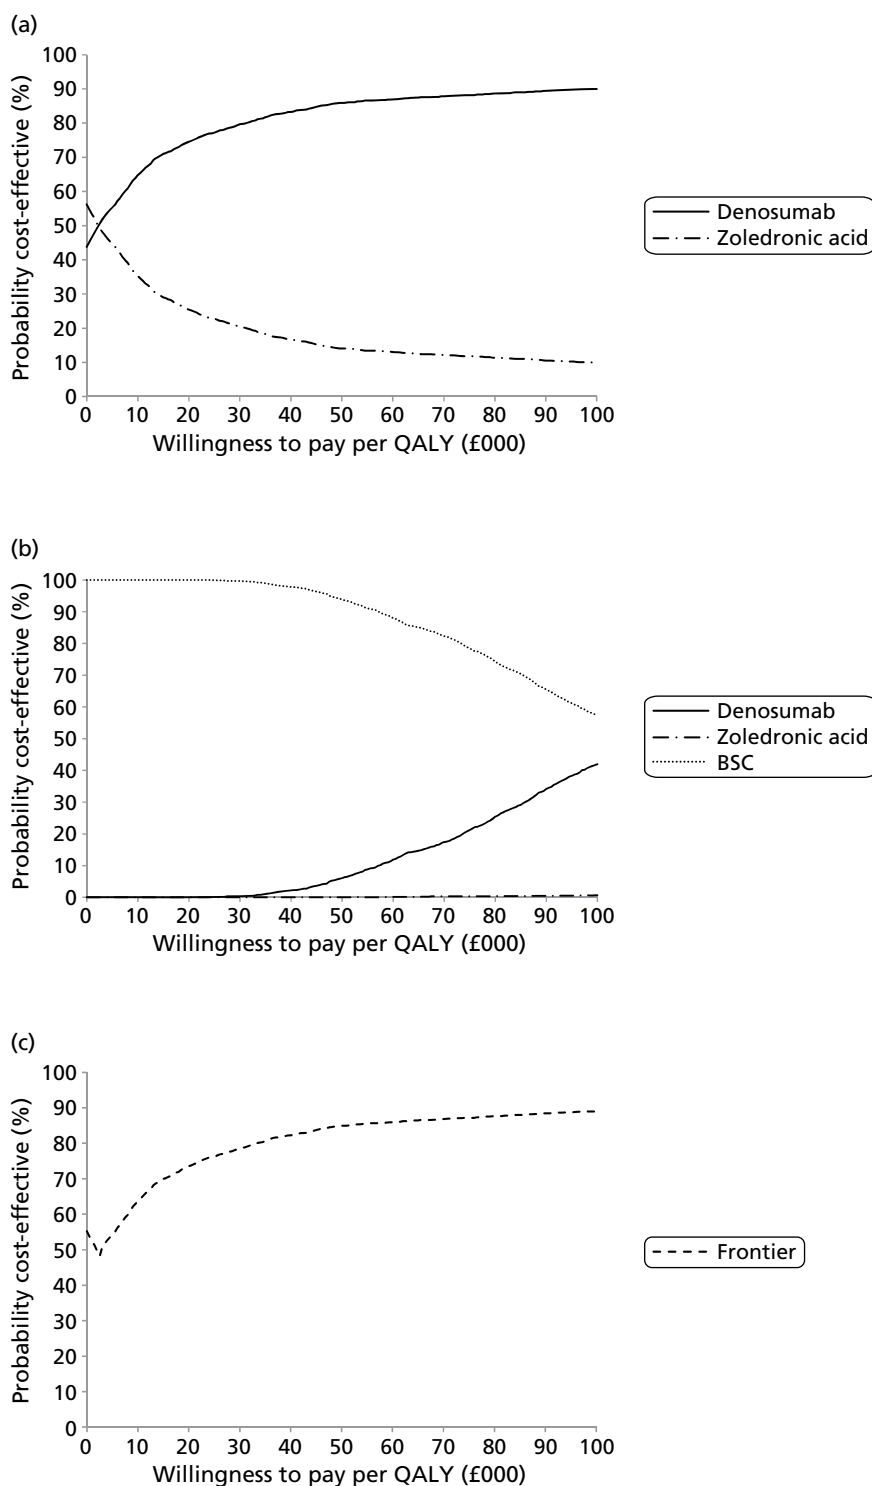 (a)
Probability cost-effective (%)
100
90
80
70
60
50
40
30
20
10
0
0 10 20 30 40 50 60 70 80 90 100
Willingness to pay per QALY (£000)
Denosumab
Zoledronic acid
(b)
Probability cost-effective (%)
100
90
80
70
60
50
40
30
20
10
0
0 10 20 30 40 50 60 70 80 90 100
Willingness to pay per QALY (£000)
Denosumab
Zoledronic acid
BSC
(c)
Probability cost-effective (%)
100
90
80
70
60
50
40
30
20
10
0
0 10 20 30 40 50 60 70 80 90 100
Willingness to pay per QALY (£000)
Frontier